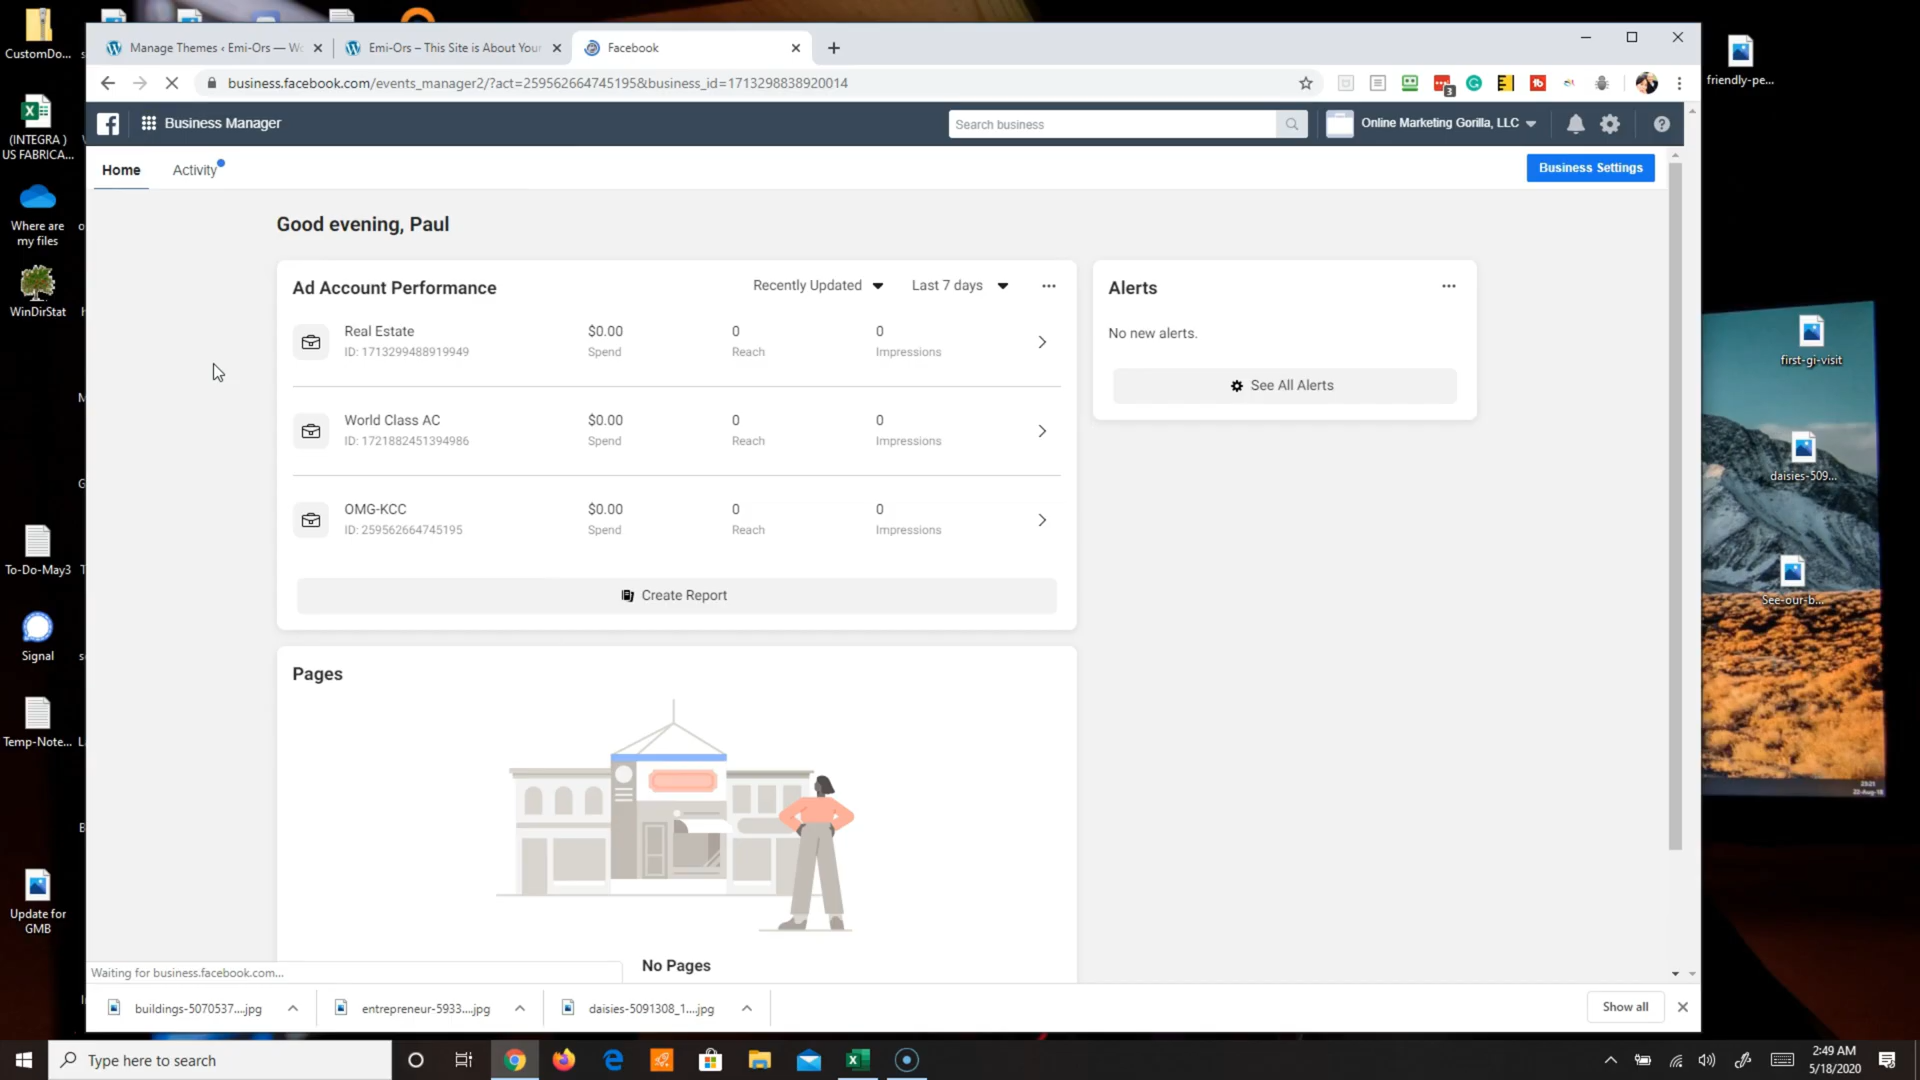 CustomDo...
(INTEGRA )
US FABRICA...
Where are
my files
WinDirStat
To-Do-May3
Signal
Temp-Note...
Update for
GMB
friendly-pe...
first-gi-visit
daisies-509...
See-our-b...
Manage Themes ‹ Emi-Ors — Wo
Emi-Ors – This Site is About Your
Facebook
business.facebook.com/events_manager2/?act=259562664745195&business_id=1713298838920014
3
Business Manager
Search business
Online Marketing Gorilla, LLC
Home
Activity
Business Settings
Good evening, Paul
Ad Account Performance
Recently Updated
Last 7 days
Real Estate
ID: 1713299488919949
$0.00
Spend
0
Reach
0
Impressions
World Class AC
ID: 1721882451394986
$0.00
Spend
0
Reach
0
Impressions
OMG-KCC
ID: 259562664745195
$0.00
Spend
0
Reach
0
Impressions
Create Report
Alerts
No new alerts.
See All Alerts
Pages
No Pages
Waiting for business.facebook.com...
buildings-5070537....jpg
entrepreneur-5933....jpg
daisies-5091308_1....jpg
Show all
Type here to search
2:49 AM
5/18/2020